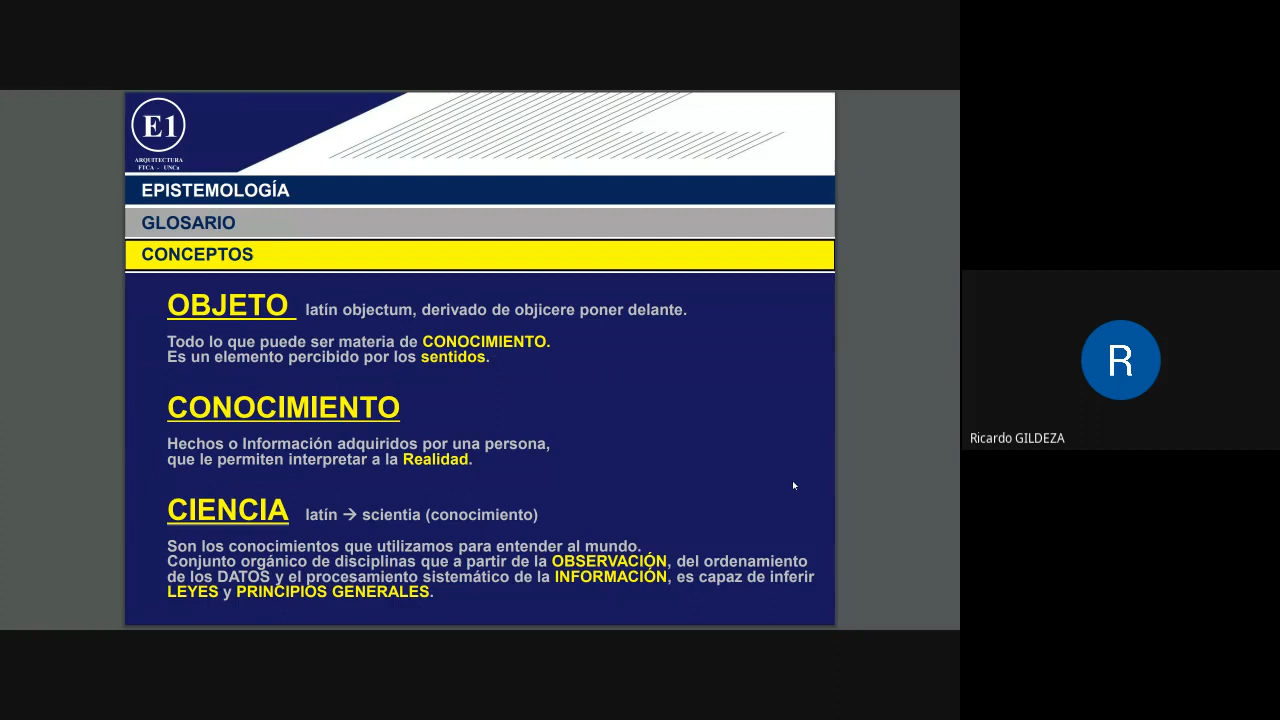 E1
ARQUITECTURA
FTCA - UNCa
EPISTEMOLOGÍA
GLOSARIO
CONCEPTOS
OBJETO latín objectum, derivado de objicere poner delante.
Todo lo que puede ser materia de CONOCIMIENTO.
Es un elemento percibido por los sentidos.
CONOCIMIENTO
Hechos o Información adquiridos por una persona,
que le permiten interpretar a la Realidad.
CIENCIA latín → scientia (conocimiento)
Son los conocimientos que utilizamos para entender al mundo.
Conjunto orgánico de disciplinas que a partir de la OBSERVACIÓN, del ordenamiento
de los DATOS y el procesamiento sistemático de la INFORMACIÓN, es capaz de inferir
LEYES y PRINCIPIOS GENERALES.
R
Ricardo GILDEZA